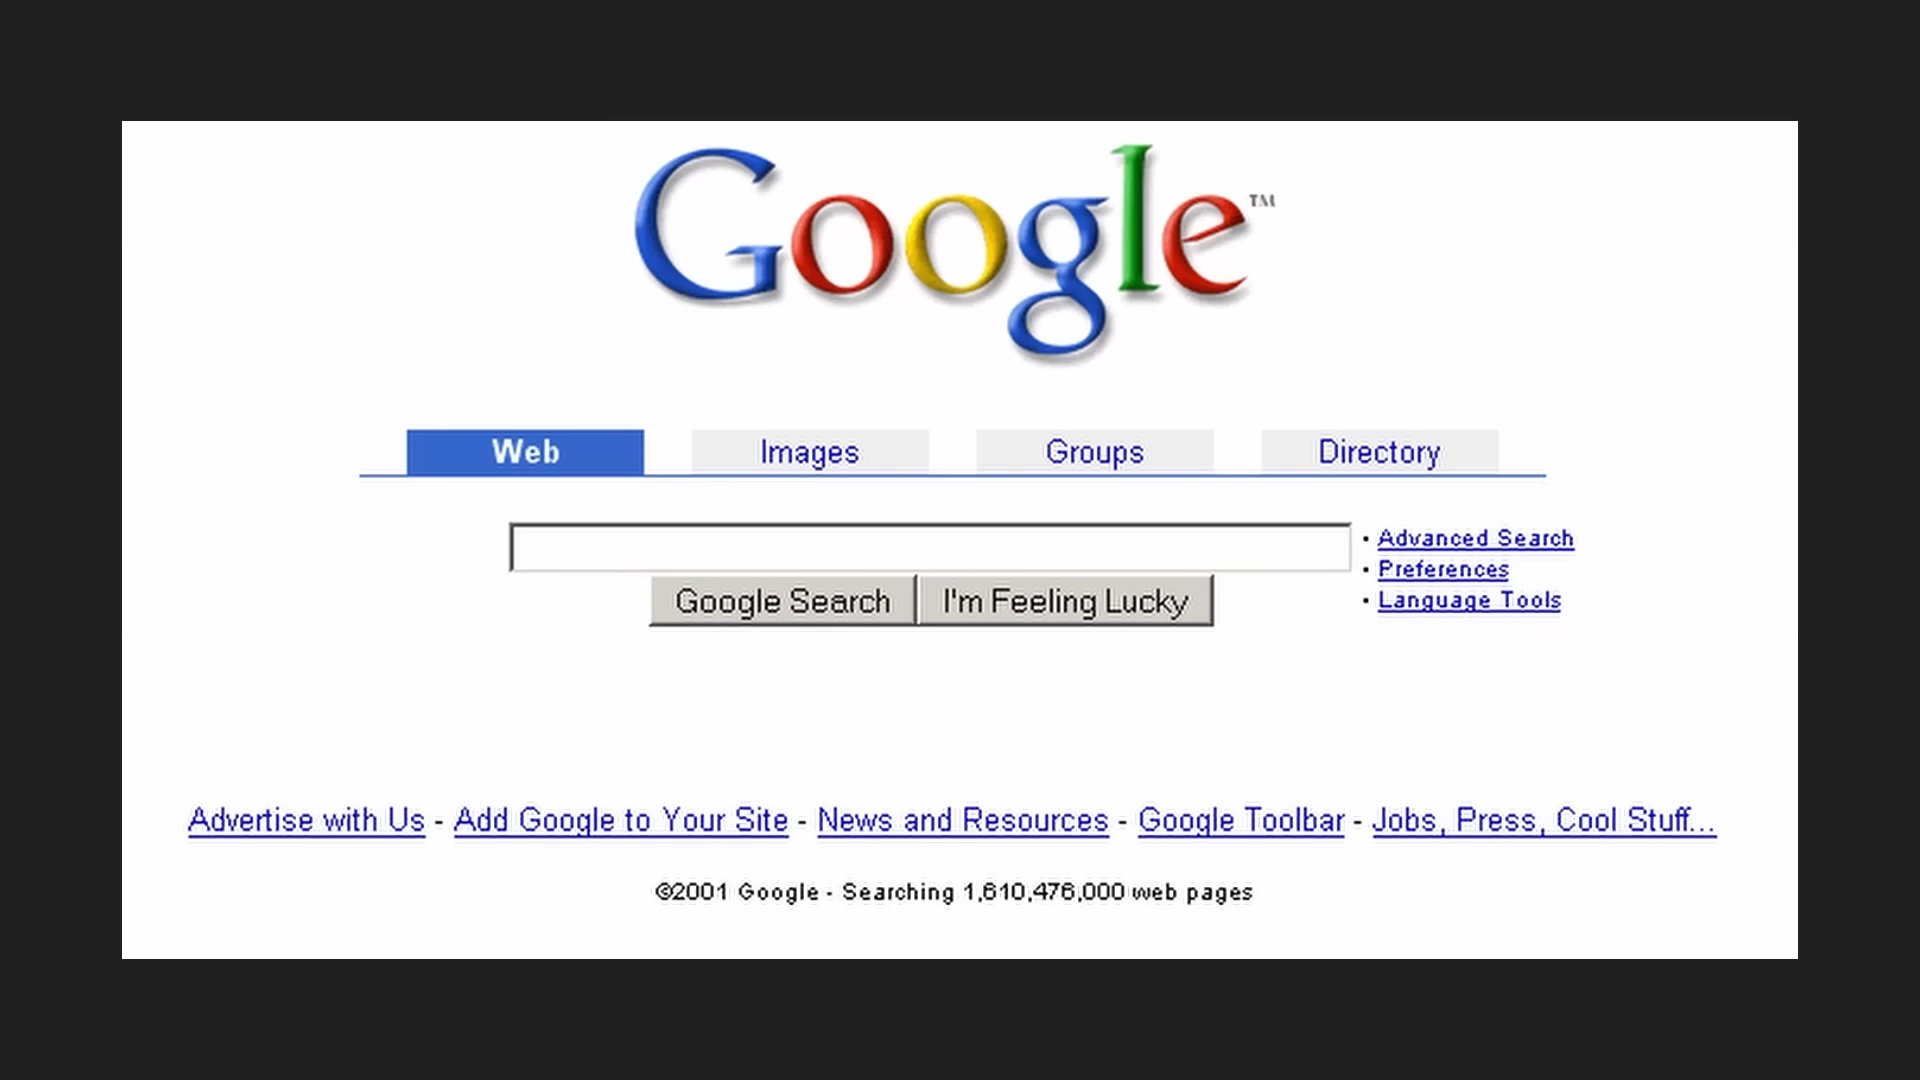 Google™
Web Images Groups Directory
• Advanced Search
• Preferences
• Language Tools
Google Search I'm Feeling Lucky
Advertise with Us - Add Google to Your Site - News and Resources - Google Toolbar - Jobs, Press, Cool Stuff...
©2001 Google - Searching 1,610,476,000 web pages